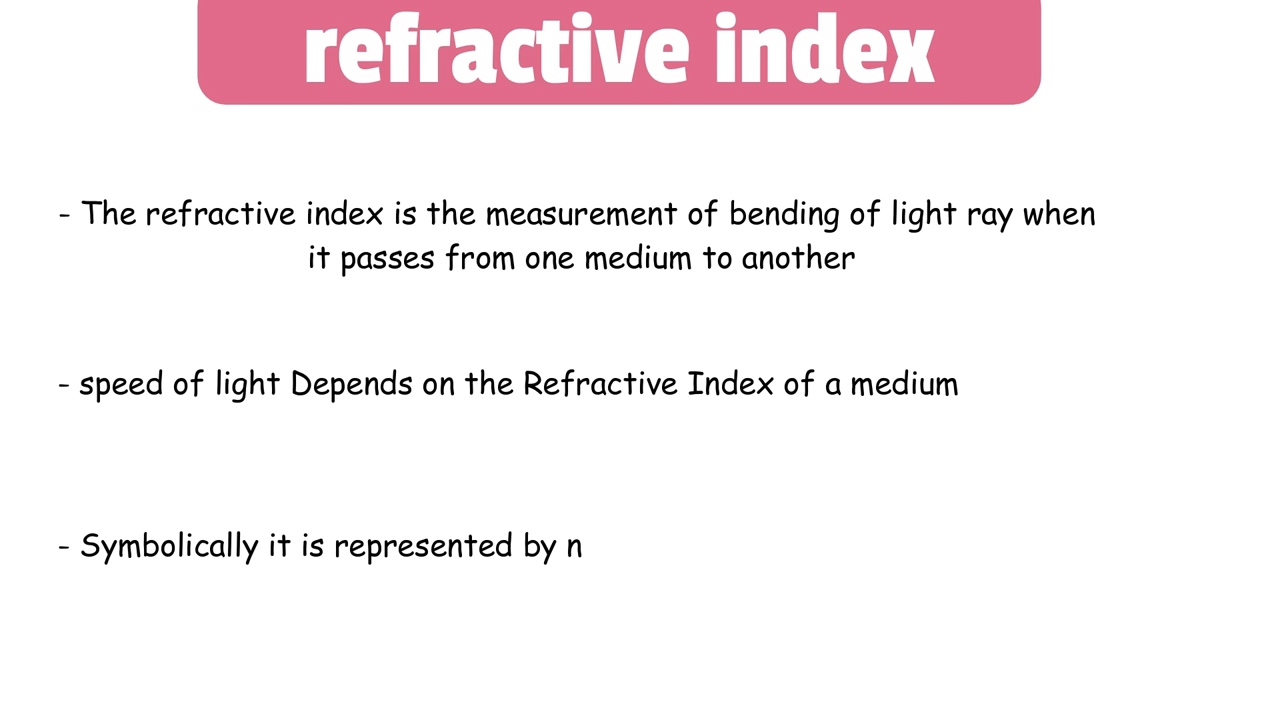 refractive index
- The refractive index is the measurement of bending of light ray when
it passes from one medium to another
- speed of light Depends on the Refractive Index of a medium
- Symbolically it is represented by n